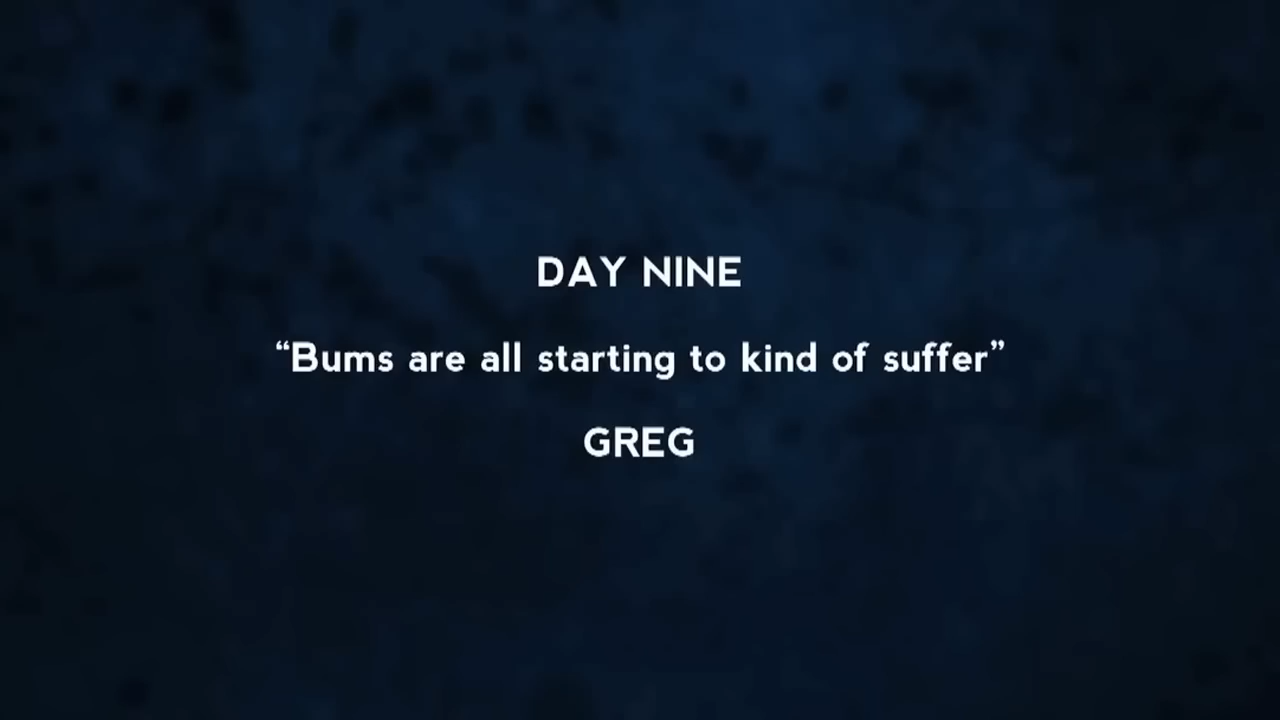 DAY NINE
“Bums are all starting to kind of suffer”
GREG